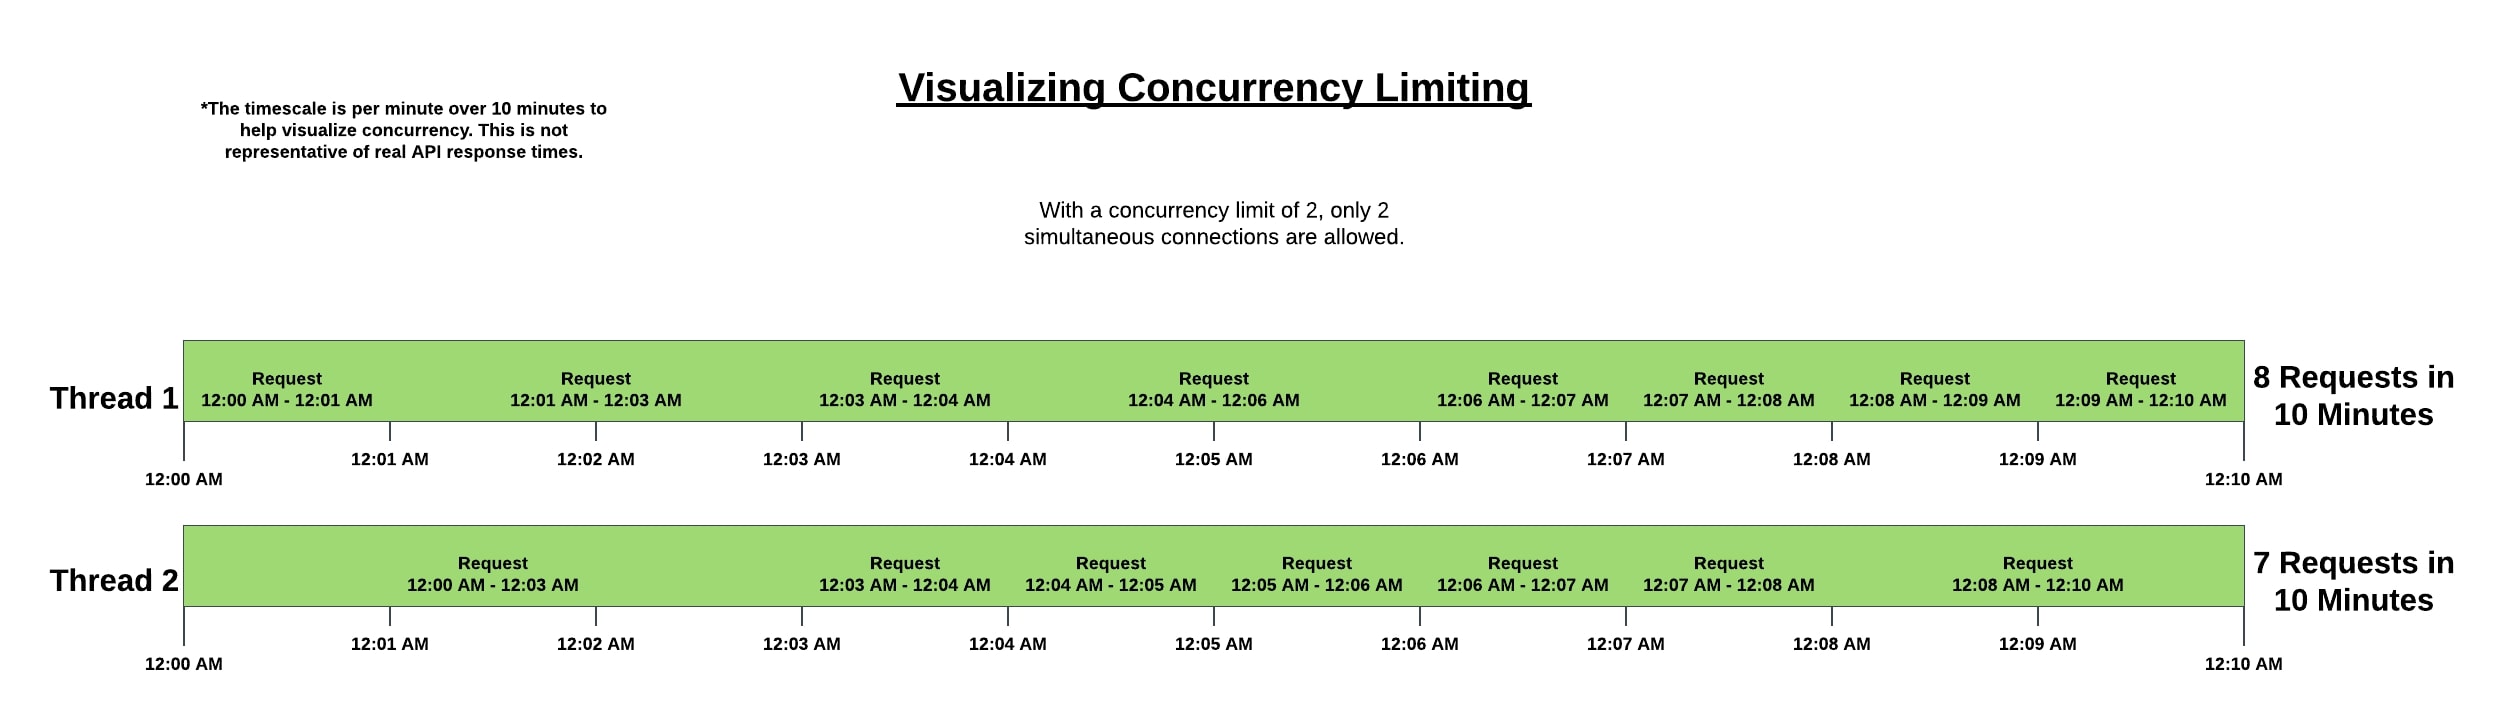 Visualizing Concurrency Limiting
*The timescale is per minute over 10 minutes to
help visualize concurrency. This is not
representative of real API response times.
With a concurrency limit of 2, only 2
simultaneous connections are allowed.
Thread 1
Request
12:00 AM - 12:01 AM
Request
12:01 AM - 12:03 AM
Request
12:03 AM - 12:04 AM
Request
12:04 AM - 12:06 AM
Request
12:06 AM - 12:07 AM
Request
12:07 AM - 12:08 AM
Request
12:08 AM - 12:09 AM
Request
12:09 AM - 12:10 AM
8 Requests in
10 Minutes
12:00 AM
12:01 AM
12:02 AM
12:03 AM
12:04 AM
12:05 AM
12:06 AM
12:07 AM
12:08 AM
12:09 AM
12:10 AM
Thread 2
Request
12:00 AM - 12:03 AM
Request
12:03 AM - 12:04 AM
Request
12:04 AM - 12:05 AM
Request
12:05 AM - 12:06 AM
Request
12:06 AM - 12:07 AM
Request
12:07 AM - 12:08 AM
Request
12:08 AM - 12:10 AM
7 Requests in
10 Minutes
12:00 AM
12:01 AM
12:02 AM
12:03 AM
12:04 AM
12:05 AM
12:06 AM
12:07 AM
12:08 AM
12:09 AM
12:10 AM